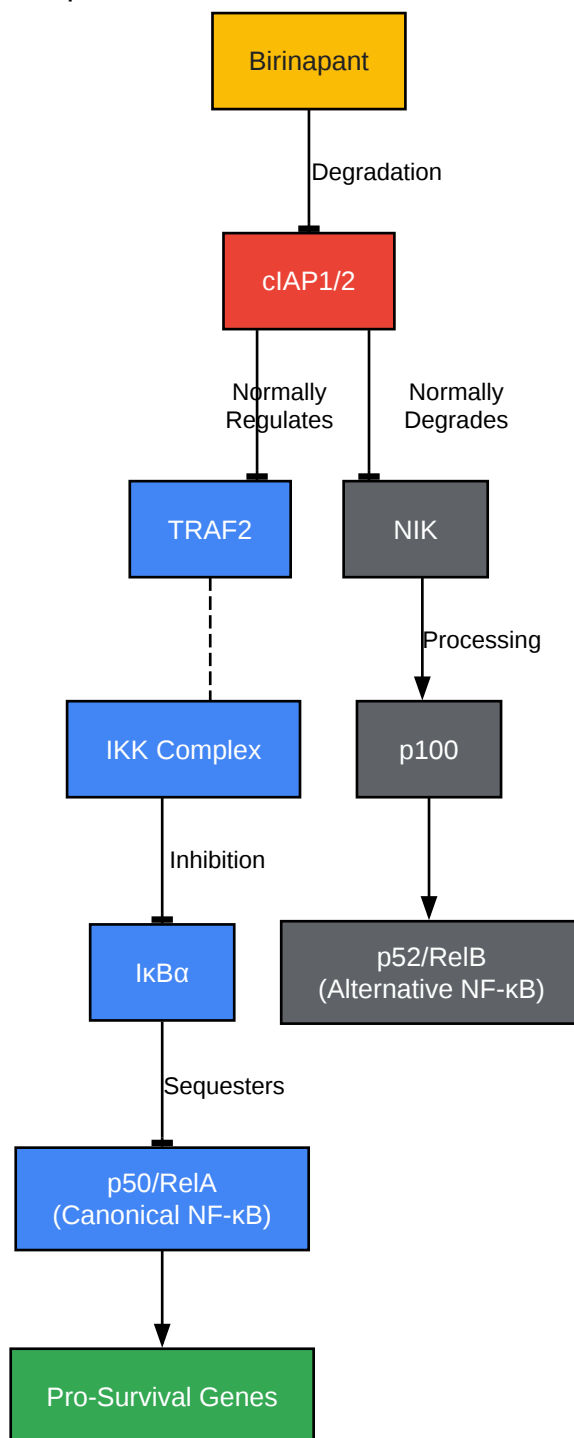 Birinapant
Degradation
cIAP1/2
Normally
Regulates
Normally
Degrades
TRAF2
NIK
Processing
IKK Complex
p100
Inhibition
IκBα
p52/RelB
(Alternative NF-κB)
Sequesters
p50/RelA
(Canonical NF-κB)
Pro-Survival Genes